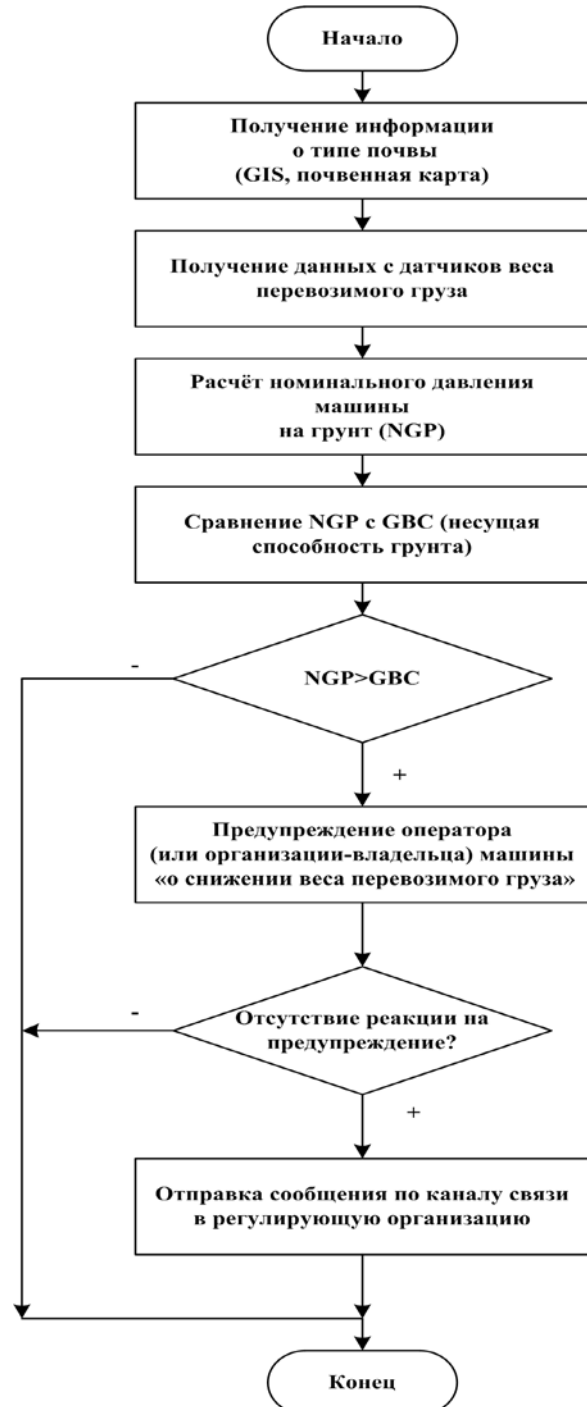 Начало
Получение информации
о типе почвы
(GIS, почвенная карта)
Получение данных с датчиков веса
перевозимого груза
Расчёт номинального давления
машины
на грунт (NGP)
Сравнение NGP с GBC (несущая
способность грунта)
-
NGP>GBC
+
Предупреждение оператора
(или организации-владельца) машины
«о снижении веса перевозимого груза»
-
Отсутствие реакции на
предупреждение?
+
Отправка сообщения по каналу связи
в регулирующую организацию
Конец